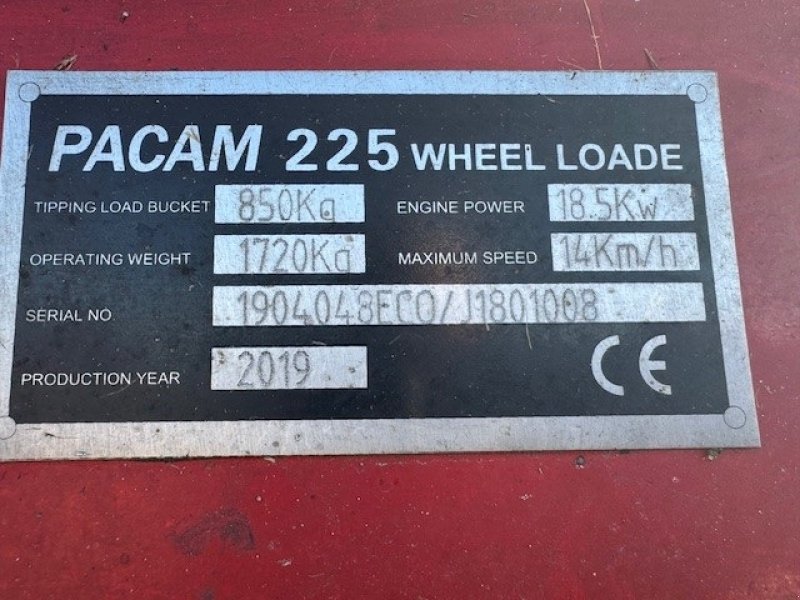 PACAM 225 WHEEL LOADE
TIPPING LOAD BUCKET 850Kg ENGINE POWER 18.5Kw
OPERATING WEIGHT 1720Kg MAXIMUM SPEED 14Km/h
SERIAL NO. 1904048ECO/J1801008
PRODUCTION YEAR 2019
CE